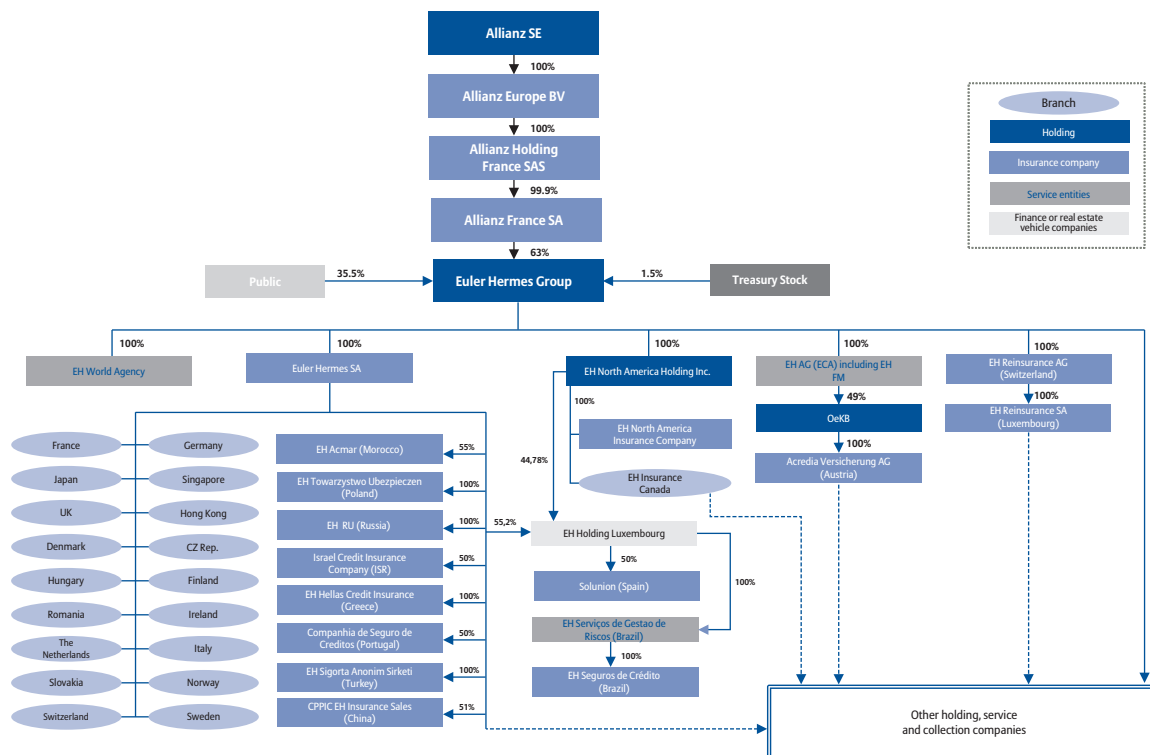 Allianz SE
100%
Allianz Europe BV
100%
Allianz Holding
France SAS
99.9%
Allianz France SA
63%
Public
35.5%
Euler Hermes Group
1.5%
Treasury Stock
Branch
Holding
Insurance company
Service entities
Finance or real estate
vehicle companies
100%
EH World Agency
100%
Euler Hermes SA
100%
EH North America Holding Inc.
100%
EH AG (ECA) including EH
FM
100%
EH Reinsurance AG
(Switzerland)
France
Germany
Japan
Singapore
UK
Hong Kong
Denmark
CZ Rep.
Hungary
Finland
Romania
Ireland
The
Netherlands
Italy
Slovakia
Norway
Switzerland
Sweden
EH Acmar (Morocco)
55%
EH Towarzystwo Ubezpieczen
(Poland)
100%
EH RU (Russia)
100%
Israel Credit Insurance
Company (ISR)
50%
EH Hellas Credit Insurance
(Greece)
100%
Companhia de Seguro de
Creditos (Portugal)
50%
EH Sigorta Anonim Sirketi
(Turkey)
100%
CPPIC EH Insurance Sales
(China)
51%
55,2%
44,78%
100%
EH North America
Insurance Company
EH Insurance
Canada
EH Holding Luxembourg
50%
Solunion (Spain)
100%
EH Serviços de Gestao de
Riscos (Brazil)
100%
EH Seguros de Crédito
(Brazil)
49%
OeKB
100%
Acredia Versicherung AG
(Austria)
100%
EH Reinsurance SA
(Luxembourg)
Other holding, service
and collection companies